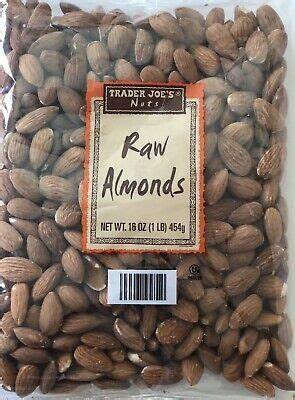 TRADER JOE'S®
Nuts
Raw
Almonds
NET WT. 16 OZ (1 LB) 454g